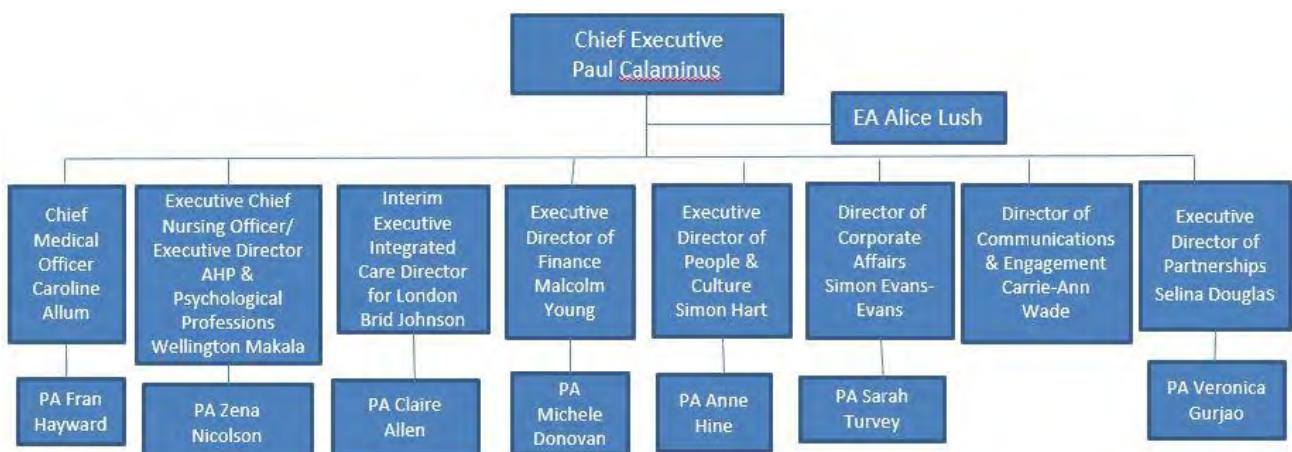 Chief Executive
Paul Calaminus
EA Alice Lush
Chief
Medical
Officer
Caroline
Allum
Executive Chief
Nursing Officer/
Executive Director
AHP &
Psychological
Professions
Wellington Makala
Interim
Executive
Integrated
Care Director
for London
Brid Johnson
Executive
Director of
Finance
Malcolm
Young
Executive
Director of
People &
Culture
Simon Hart
Director of
Corporate
Affairs
Simon Evans-
Evans
Director of
Communications
& Engagement
Carrie-Ann
Wade
Executive
Director of
Partnerships
Selina Douglas
PA Fran
Hayward
PA Zena
Nicolson
PA Claire
Allen
PA
Michele
Donovan
PA Anne
Hine
PA Sarah
Turvey
PA Veronica
Gurjao